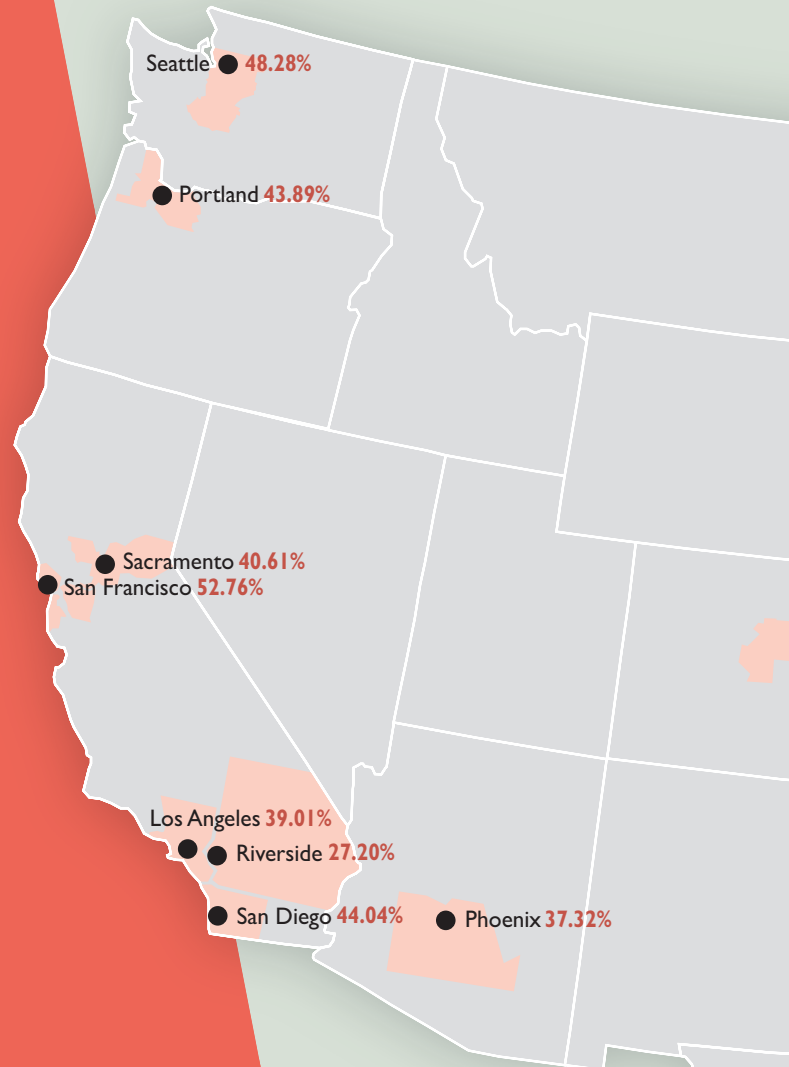 Seattle 48.28%
Portland 43.89%
Sacramento 40.61%
San Francisco 52.76%
Los Angeles 39.01%
Riverside 27.20%
San Diego 44.04%
Phoenix 37.32%